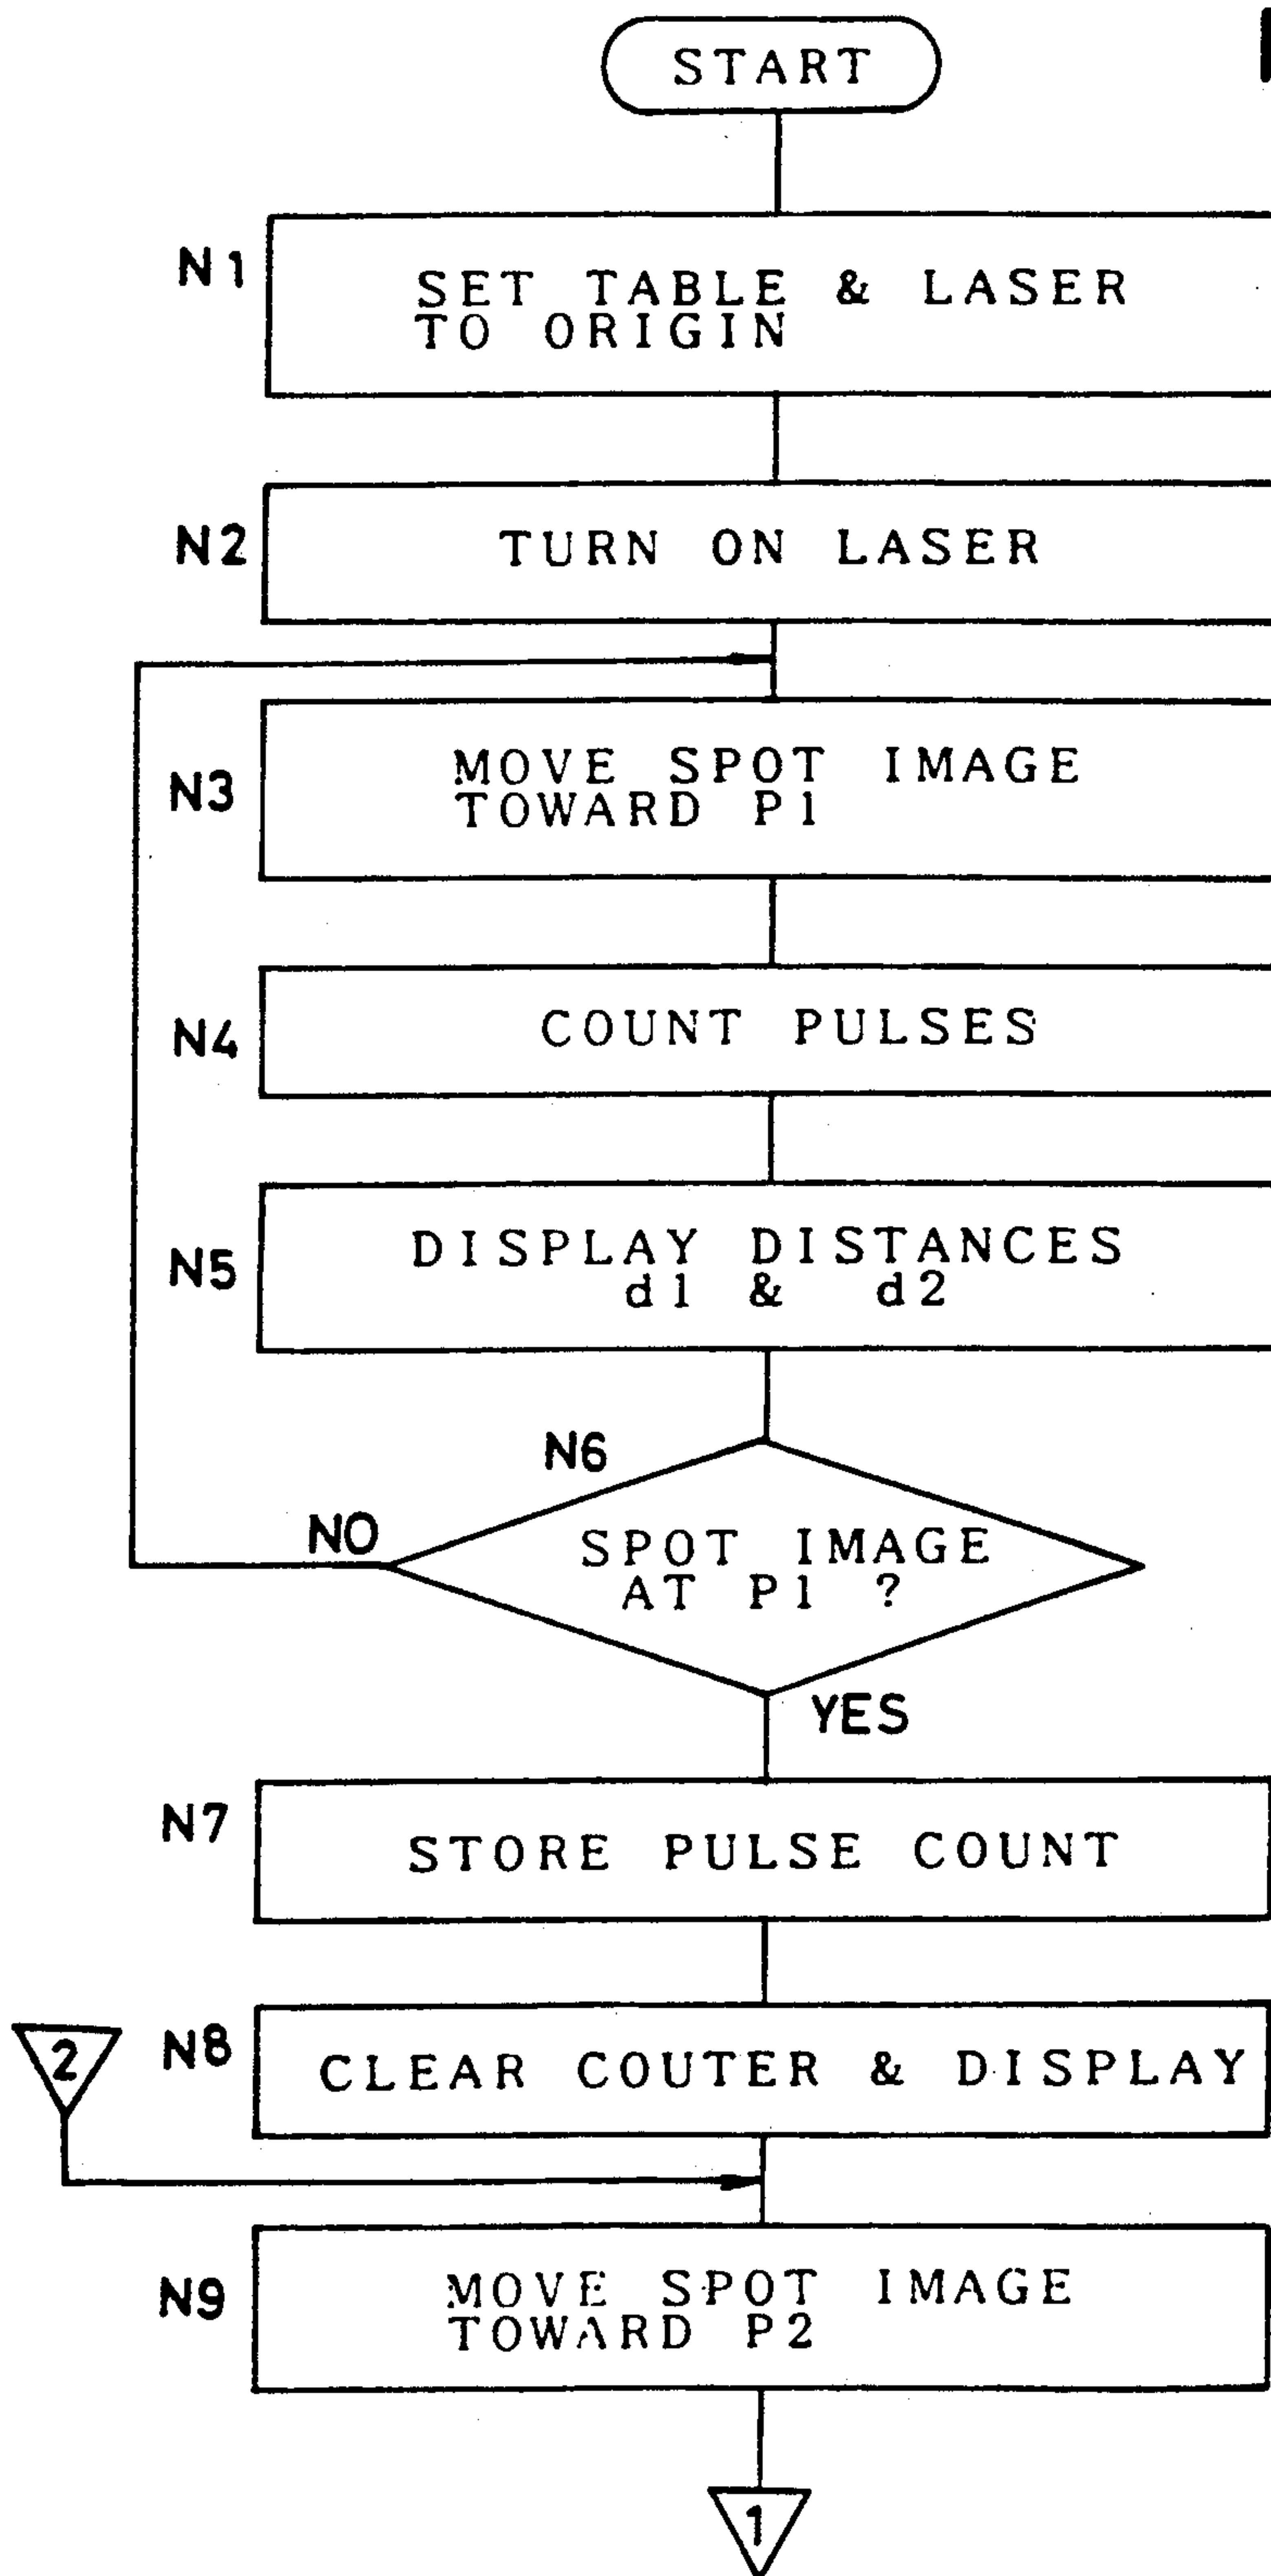 START
N1
SET TABLE & LASER
TO ORIGIN
N2
TURN ON LASER
N3
MOVE SPOT IMAGE
TOWARD P1
N4
COUNT PULSES
N5
DISPLAY DISTANCES
d1 & d2
N6
NO
SPOT IMAGE
AT P1 ?
YES
N7
STORE PULSE COUNT
2
N8
CLEAR COUTER & DISPLAY
N9
MOVE SPOT IMAGE
TOWARD P2
1